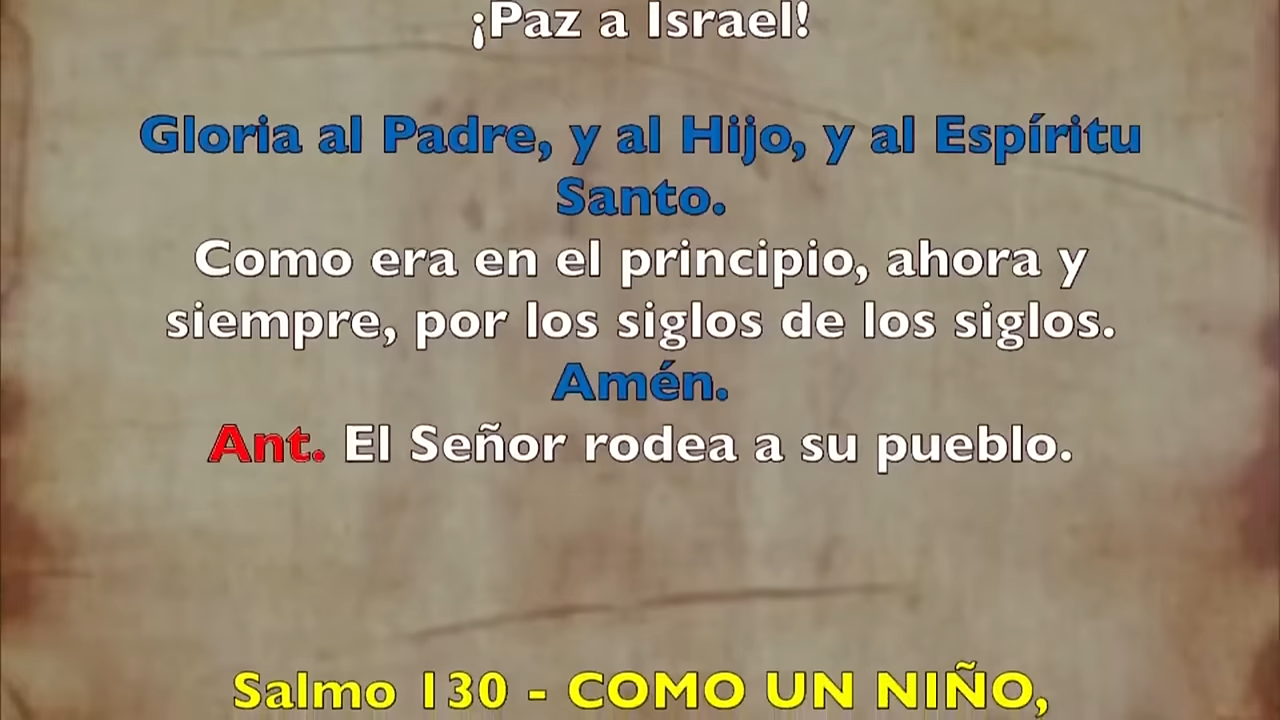 ¡Paz a Israel!
Gloria al Padre, y al Hijo, y al Espíritu
Santo.
Como era en el principio, ahora y
siempre, por los siglos de los siglos.
Amén.
Ant. El Señor rodea a su pueblo.
Salmo 130 - COMO UN NIÑO,